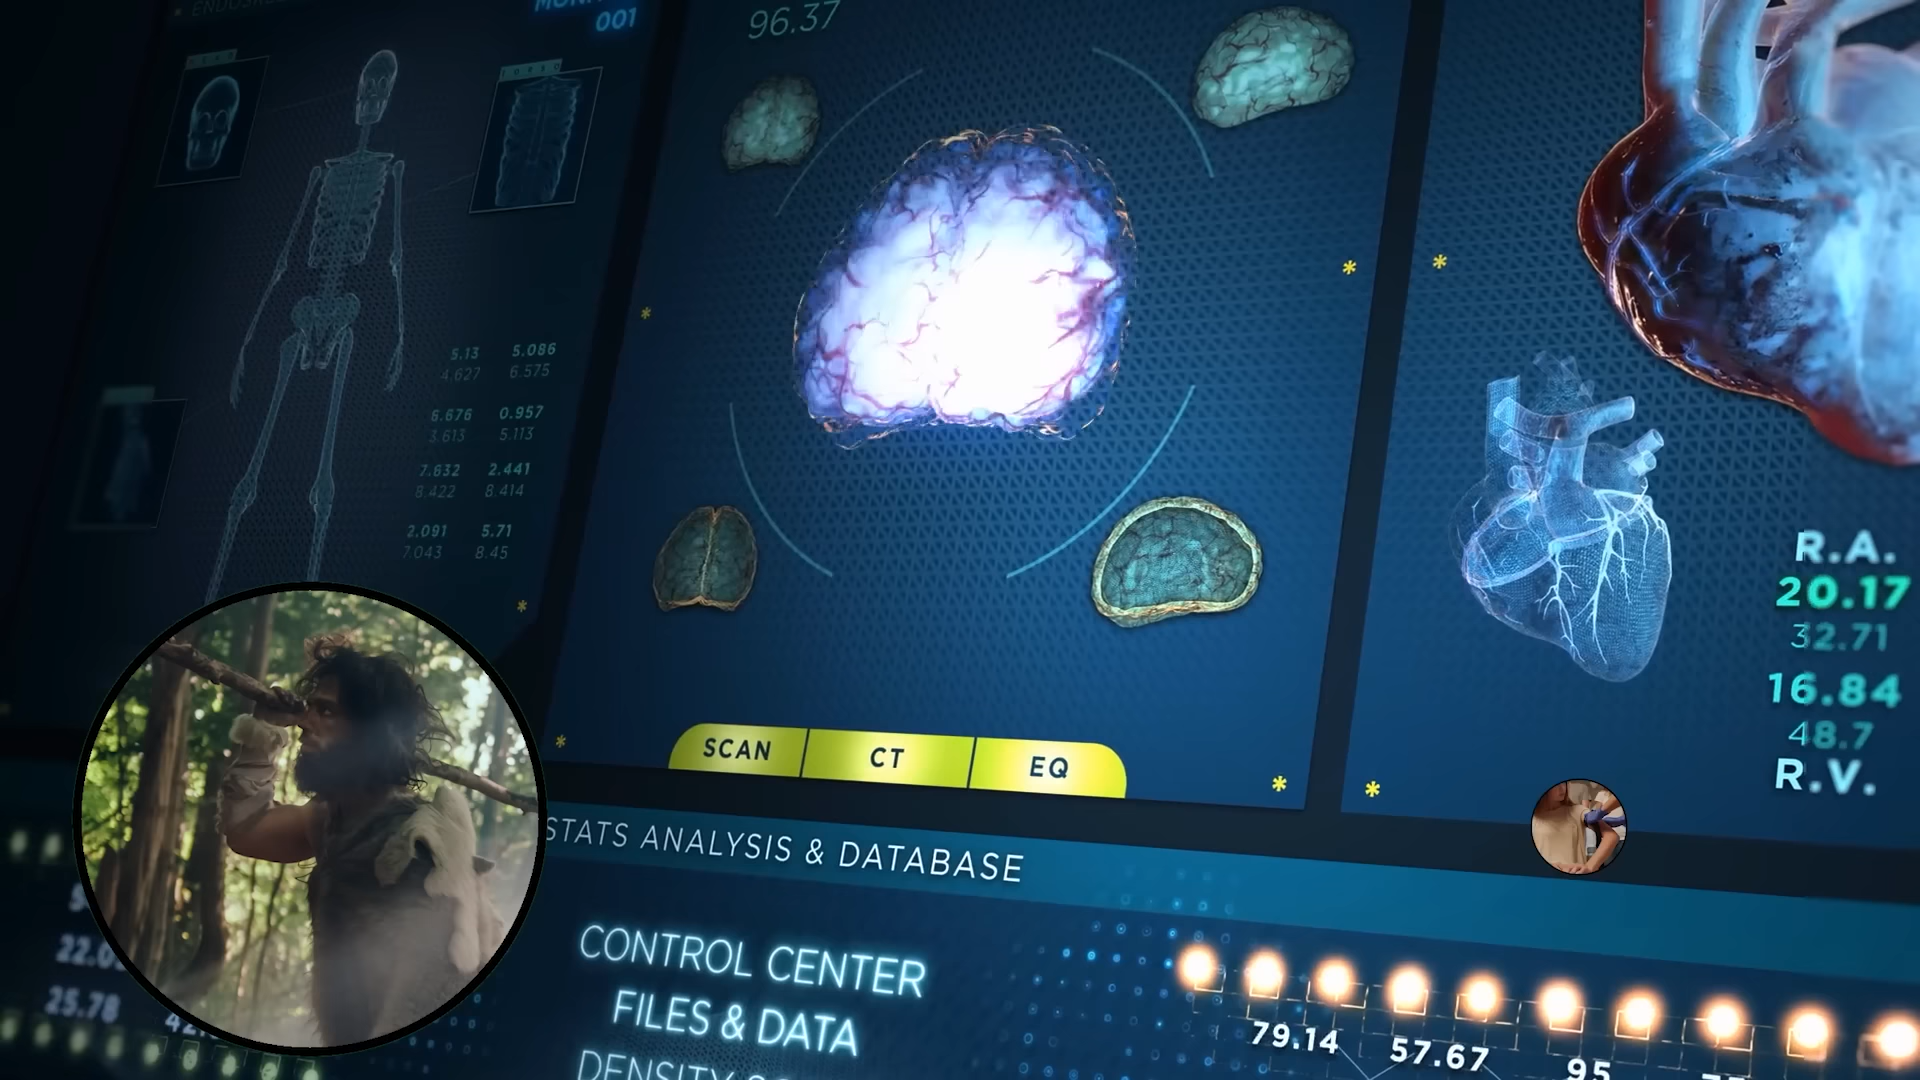 001
96.37
5.13 5.086
4.627 6.575
6.676 0.957
3.613 5.113
7.632 2.441
8.422 8.414
2.091 5.71
7.043 8.45
R.A.
20.17
32.71
16.84
48.7
R.V.
SCAN CT EQ
STATS ANALYSIS & DATABASE
CONTROL CENTER
FILES & DATA
25.78
79.14 57.67 95